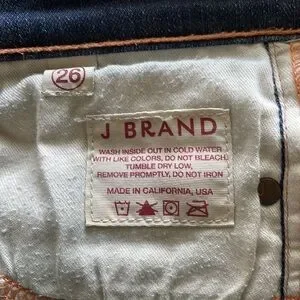 26
J BRAND
WASH INSIDE OUT IN COLD WATER
WITH LIKE COLORS, DO NOT BLEACH,
TUMBLE DRY LOW,
REMOVE PROMPTLY, DO NOT IRON
MADE IN CALIFORNIA, USA